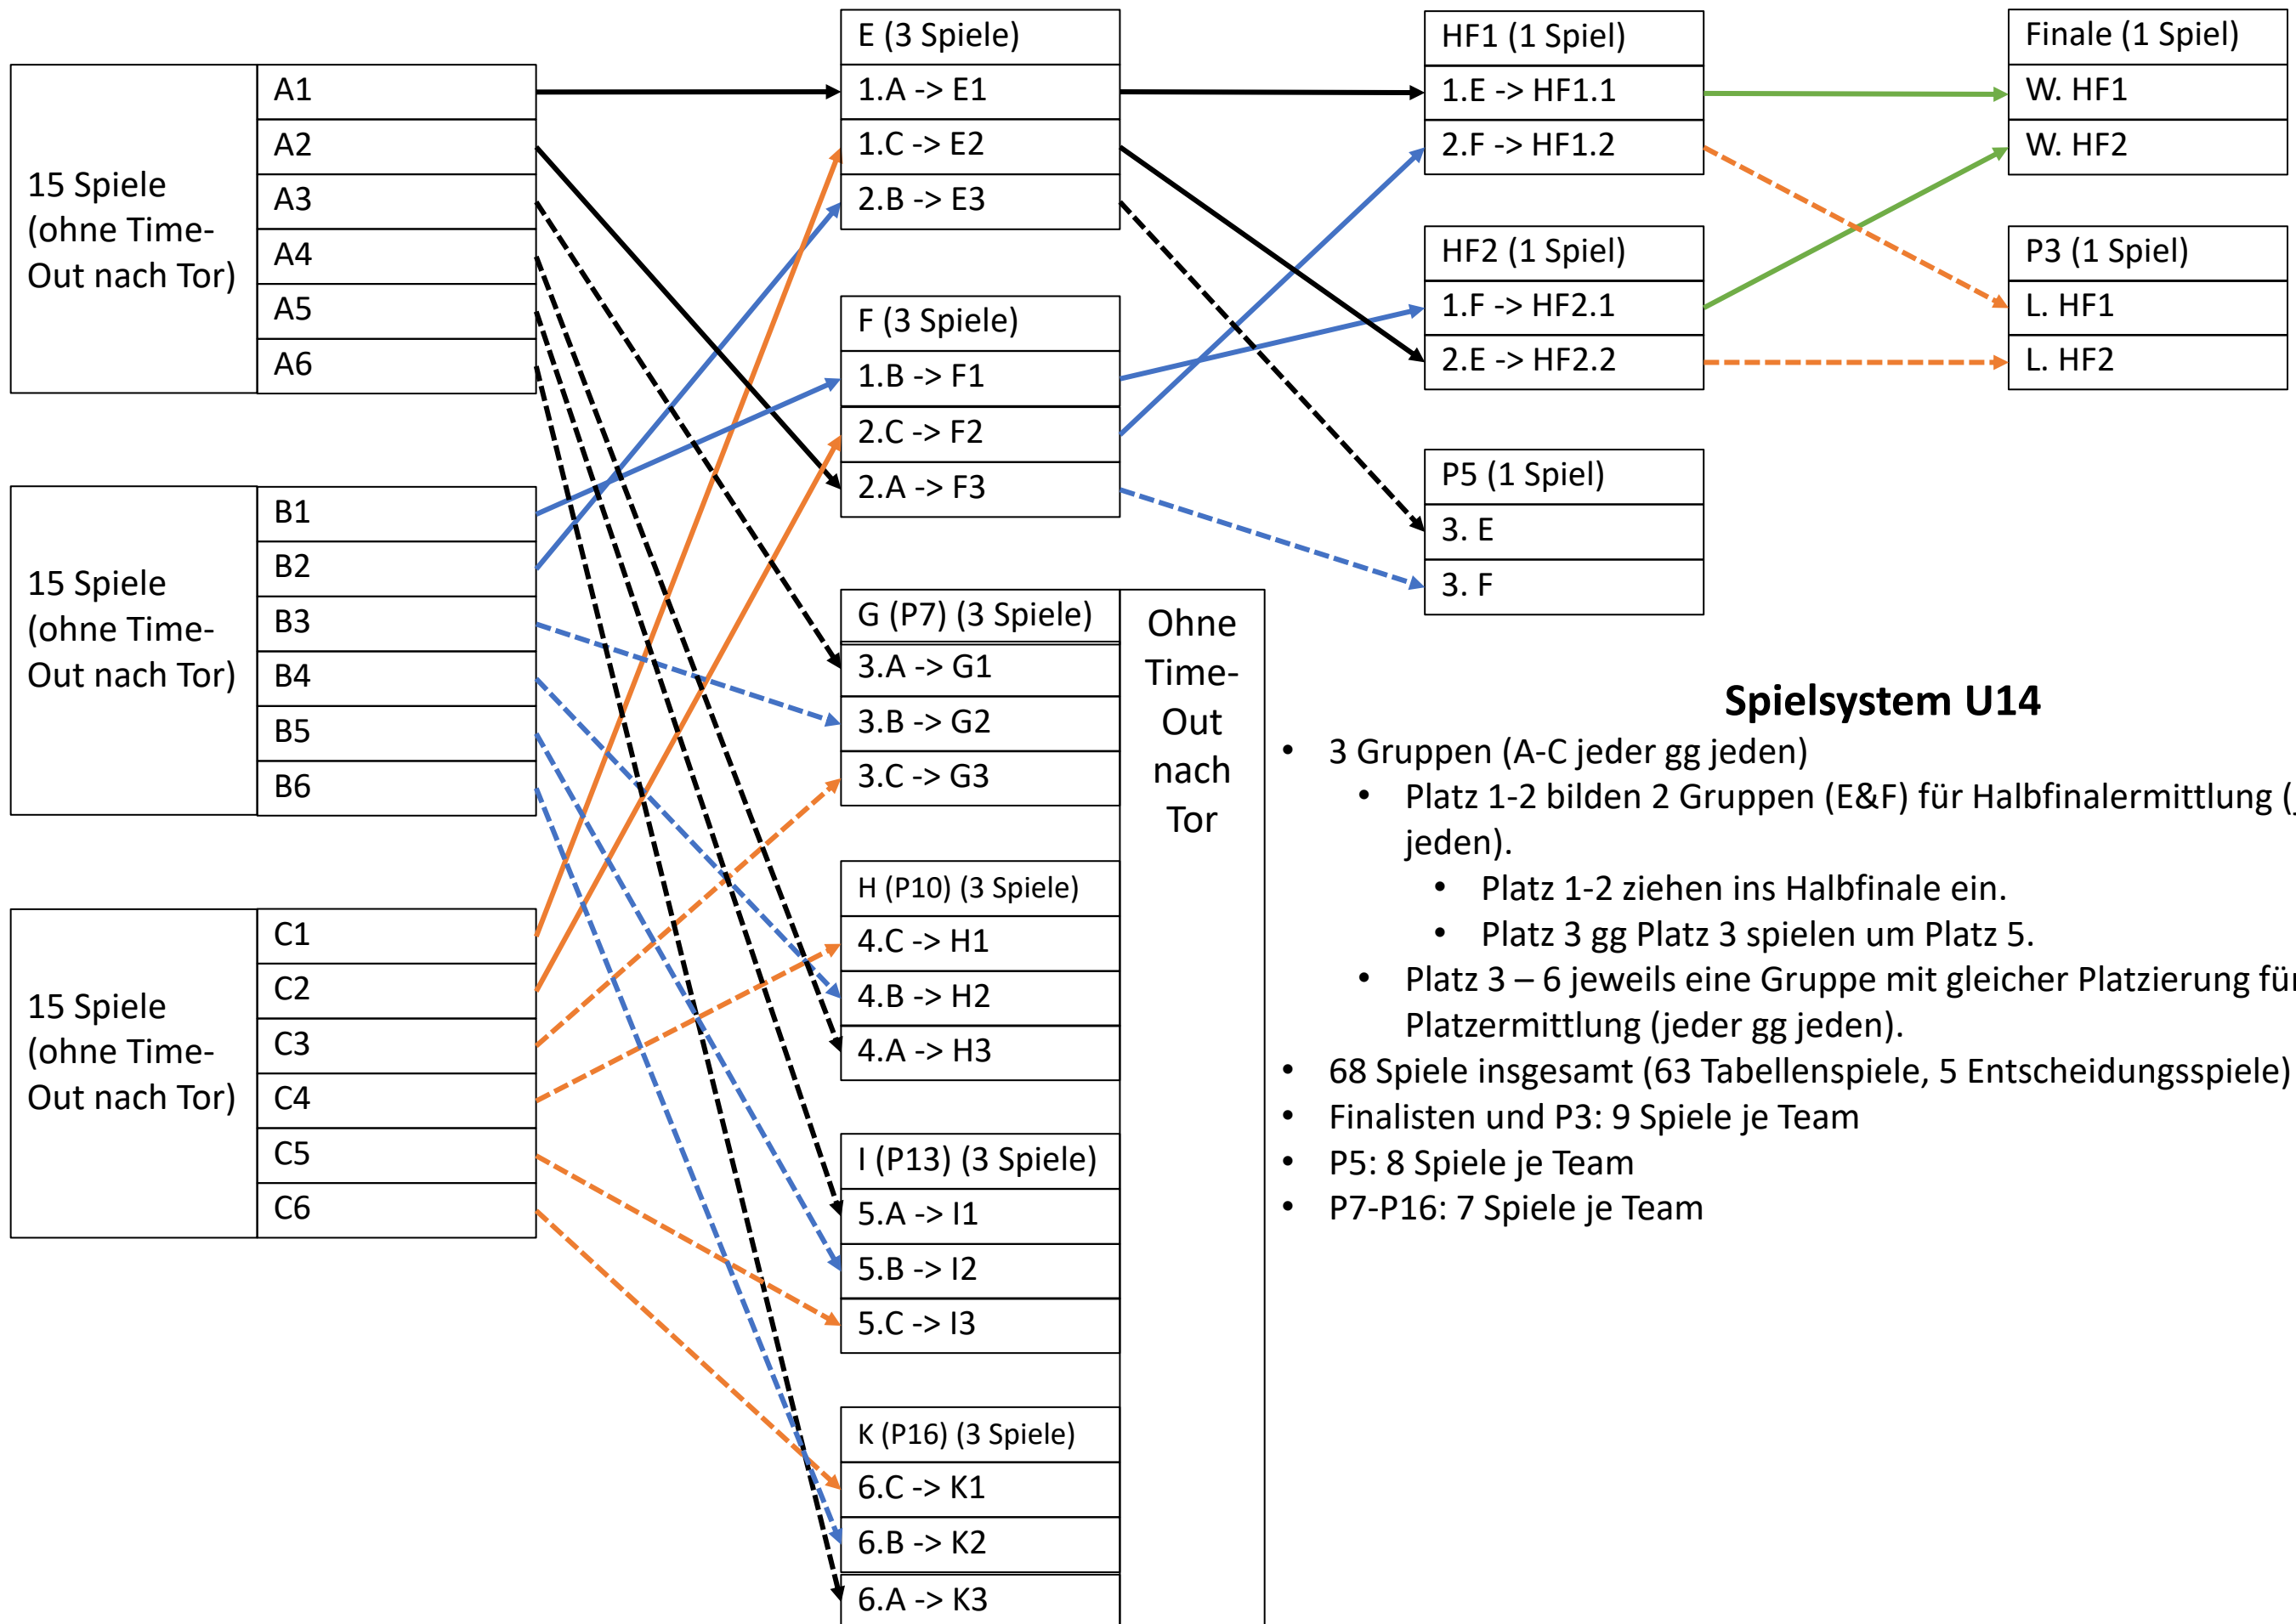 15 Spiele
(ohne Time-
Out nach Tor)
A1
A2
A3
A4
A5
A6
15 Spiele
(ohne Time-
Out nach Tor)
B1
B2
B3
B4
B5
B6
15 Spiele
(ohne Time-
Out nach Tor)
C1
C2
C3
C4
C5
C6
E (3 Spiele)
1.A -> E1
1.C -> E2
2.B -> E3
F (3 Spiele)
1.B -> F1
2.C -> F2
2.A -> F3
G (P7) (3 Spiele)
3.A -> G1
3.B -> G2
3.C -> G3
H (P10) (3 Spiele)
4.C -> H1
4.B -> H2
4.A -> H3
I (P13) (3 Spiele)
5.A -> I1
5.B -> I2
5.C -> I3
K (P16) (3 Spiele)
6.C -> K1
6.B -> K2
6.A -> K3
Ohne
Time-
Out
nach
Tor
HF1 (1 Spiel)
1.E -> HF1.1
2.F -> HF1.2
HF2 (1 Spiel)
1.F -> HF2.1
2.E -> HF2.2
P5 (1 Spiel)
3. E
3. F
Finale (1 Spiel)
W. HF1
W. HF2
P3 (1 Spiel)
L. HF1
L. HF2
Spielsystem U14
• 3 Gruppen (A-C jeder gg jeden)
• Platz 1-2 bilden 2 Gruppen (E&F) für Halbfinalermittlung (
jeden).
• Platz 1-2 ziehen ins Halbfinale ein.
• Platz 3 gg Platz 3 spielen um Platz 5.
• Platz 3 – 6 jeweils eine Gruppe mit gleicher Platzierung für
Platzermittlung (jeder gg jeden).
• 68 Spiele insgesamt (63 Tabellenspiele, 5 Entscheidungsspiele)
• Finalisten und P3: 9 Spiele je Team
• P5: 8 Spiele je Team
• P7-P16: 7 Spiele je Team